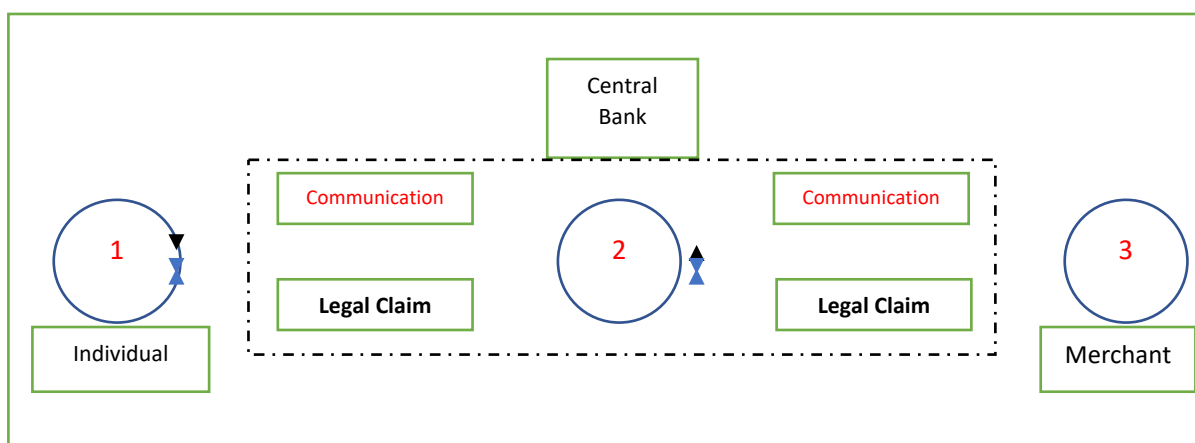 Central
Bank
Communication
Communication
1
2
3
Legal Claim
Legal Claim
Individual
Merchant